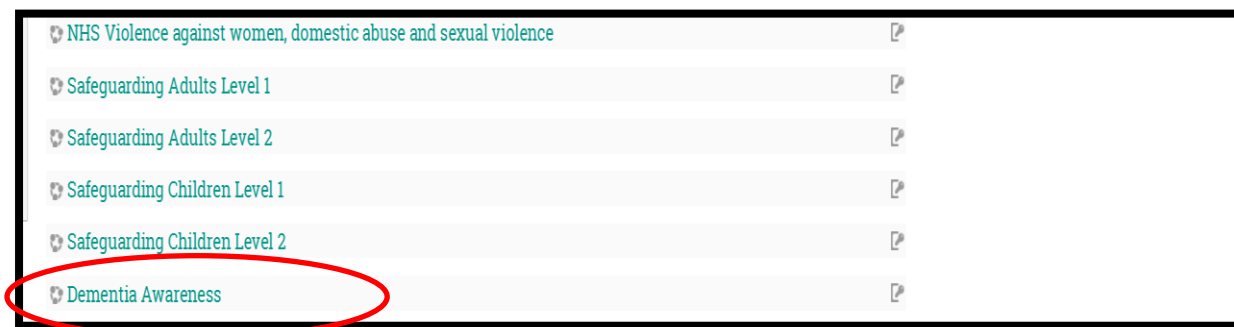 NHS Violence against women, domestic abuse and sexual violence
Safeguarding Adults Level 1
Safeguarding Adults Level 2
Safeguarding Children Level 1
Safeguarding Children Level 2
Dementia Awareness